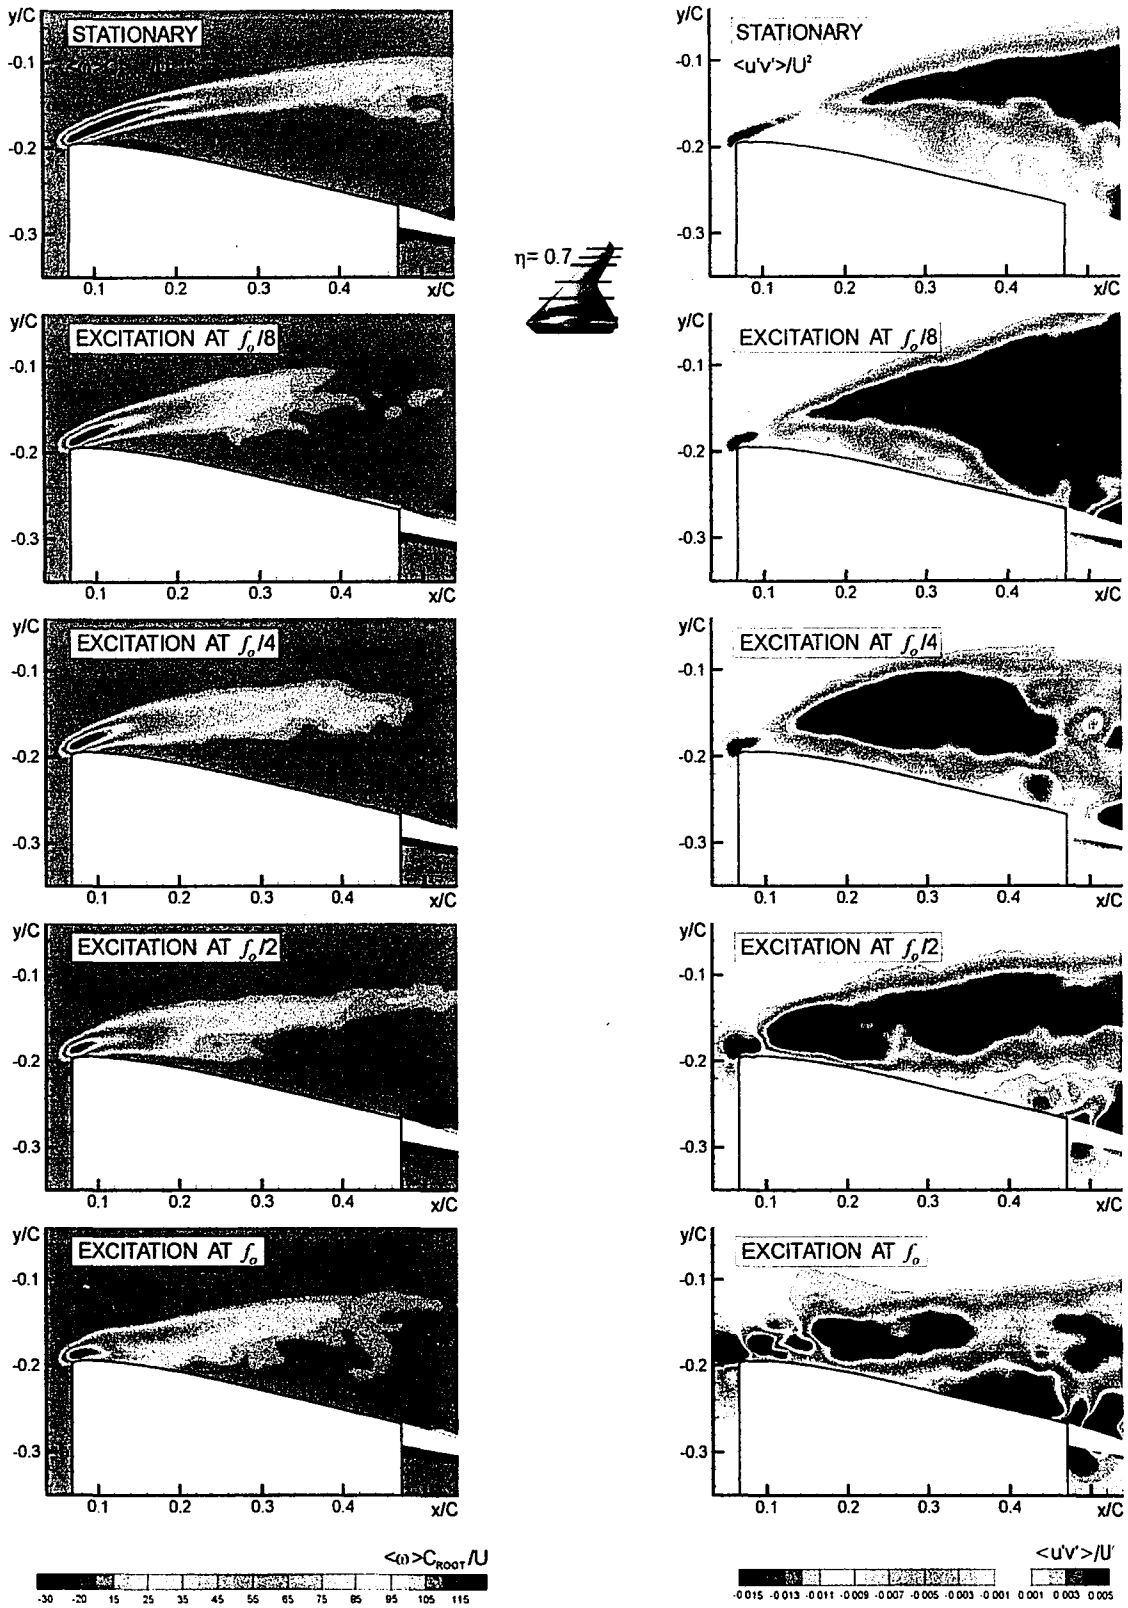 y/C
STATIONARY
-0.1
-0.2
-0.3
0.1 0.2 0.3 0.4 x/C
y/C
STATIONARY
<u'v'>/U²
-0.1
-0.2
-0.3
0.1 0.2 0.3 0.4 x/C
η= 0.7
y/C
EXCITATION AT fₒ/8
-0.1
-0.2
-0.3
0.1 0.2 0.3 0.4 x/C
y/C
EXCITATION AT fₒ/8
-0.1
-0.2
-0.3
0.1 0.2 0.3 0.4 x/C
y/C
EXCITATION AT fₒ/4
-0.1
-0.2
-0.3
0.1 0.2 0.3 0.4 x/C
y/C
EXCITATION AT fₒ/4
-0.1
-0.2
-0.3
0.1 0.2 0.3 0.4 x/C
y/C
EXCITATION AT fₒ/2
-0.1
-0.2
-0.3
0.1 0.2 0.3 0.4 x/C
y/C
EXCITATION AT fₒ/2
-0.1
-0.2
-0.3
0.1 0.2 0.3 0.4 x/C
y/C
EXCITATION AT fₒ
-0.1
-0.2
-0.3
0.1 0.2 0.3 0.4 x/C
y/C
EXCITATION AT fₒ
-0.1
-0.2
-0.3
0.1 0.2 0.3 0.4 x/C
<ω>C_ROOT/U
-30 -20 15 25 35 45 55 65 75 85 95 105 115
<u'v'>/U'
-0 015 -0 013 -0 011 -0 009 -0 007 -0 005 -0 003 -0 001 0 001 0 003 0 005